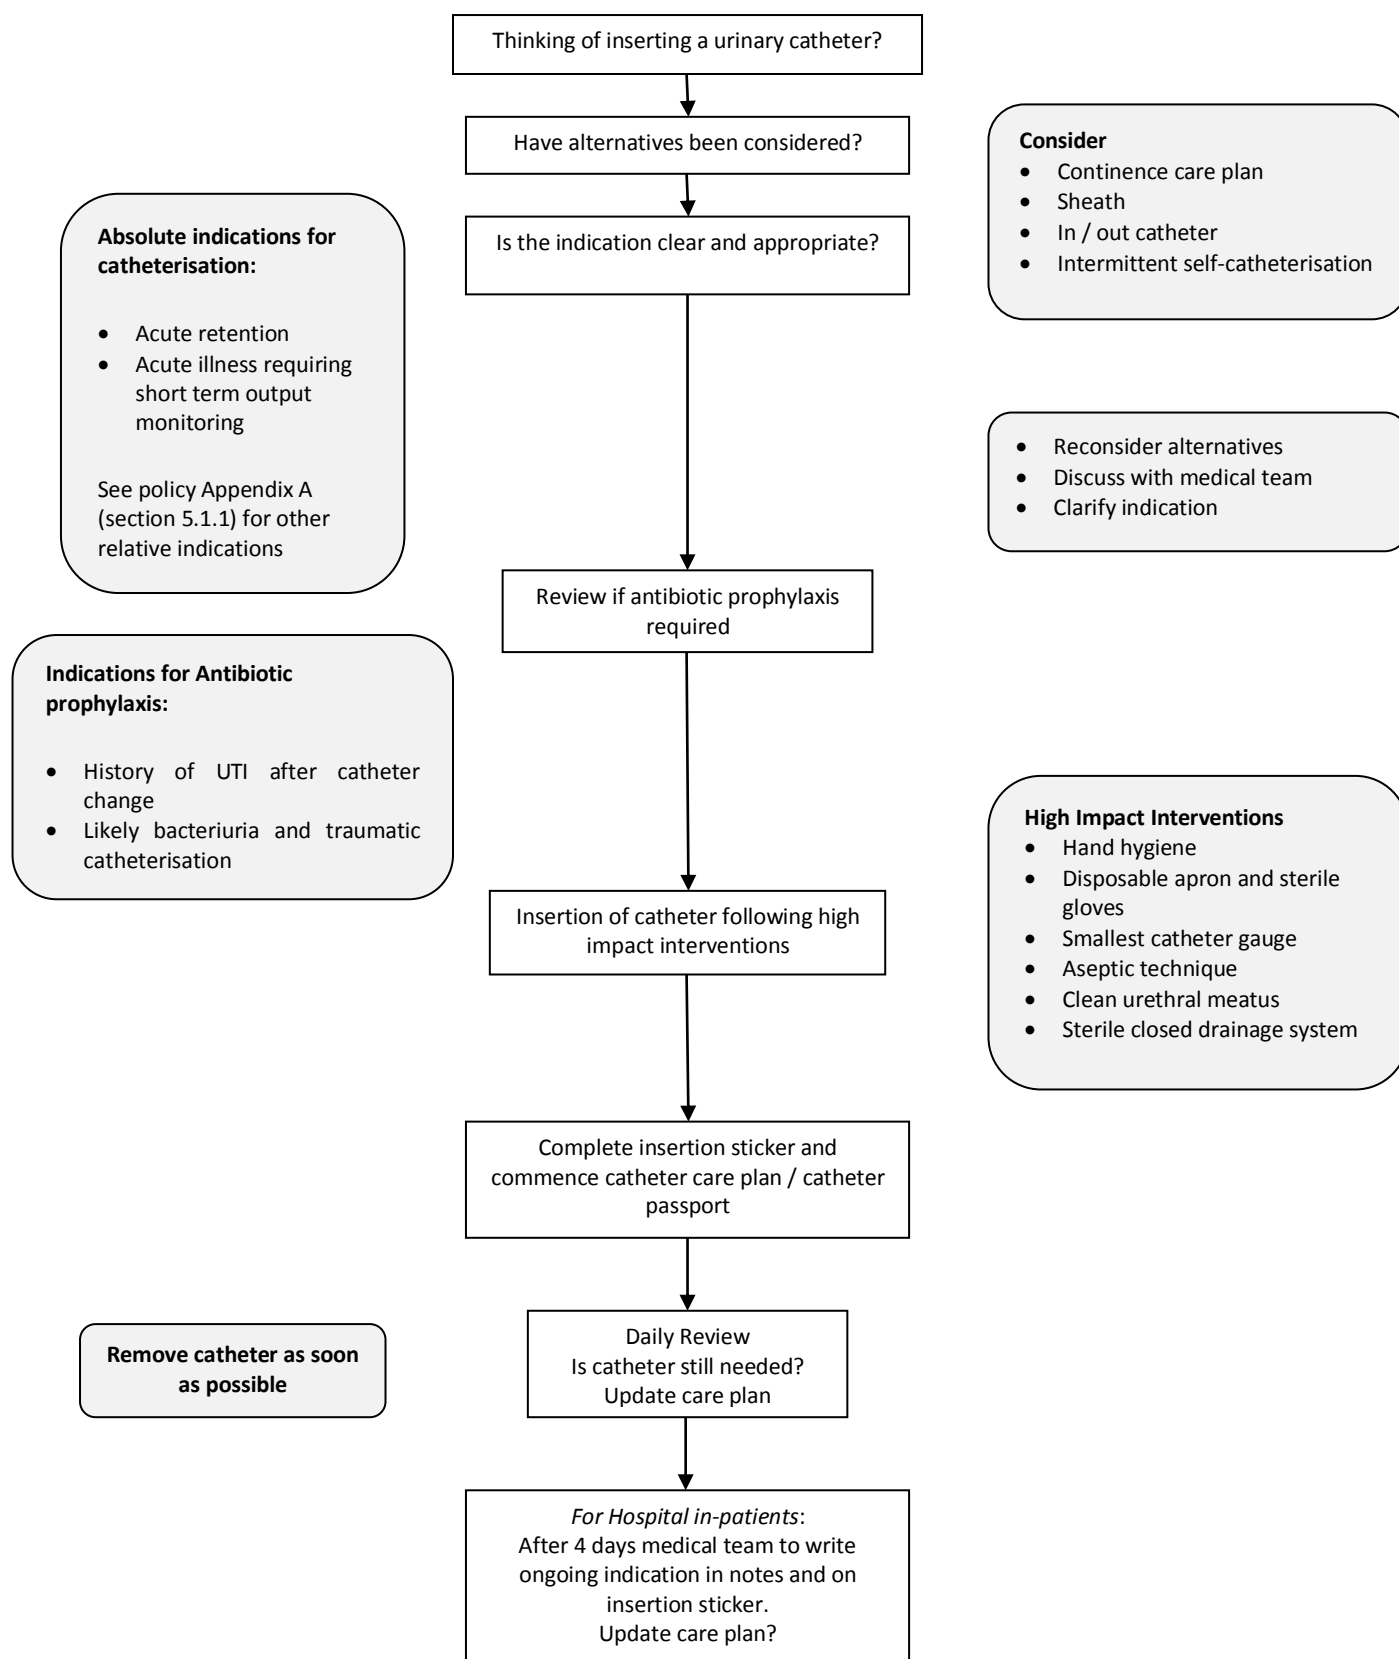 Thinking of inserting a urinary catheter?
Have alternatives been considered?
Consider
• Continence care plan
• Sheath
• In / out catheter
• Intermittent self-catheterisation
Is the indication clear and appropriate?
Absolute indications for
catheterisation:
• Acute retention
• Acute illness requiring
short term output
monitoring
See policy Appendix A
(section 5.1.1) for other
relative indications
• Reconsider alternatives
• Discuss with medical team
• Clarify indication
Review if antibiotic prophylaxis
required
Indications for Antibiotic
prophylaxis:
• History of UTI after catheter
change
• Likely bacteriuria and traumatic
catheterisation
High Impact Interventions
• Hand hygiene
• Disposable apron and sterile
gloves
• Smallest catheter gauge
• Aseptic technique
• Clean urethral meatus
• Sterile closed drainage system
Insertion of catheter following high
impact interventions
Complete insertion sticker and
commence catheter care plan / catheter
passport
Daily Review
Is catheter still needed?
Update care plan
Remove catheter as soon
as possible
For Hospital in-patients:
After 4 days medical team to write
ongoing indication in notes and on
insertion sticker.
Update care plan?